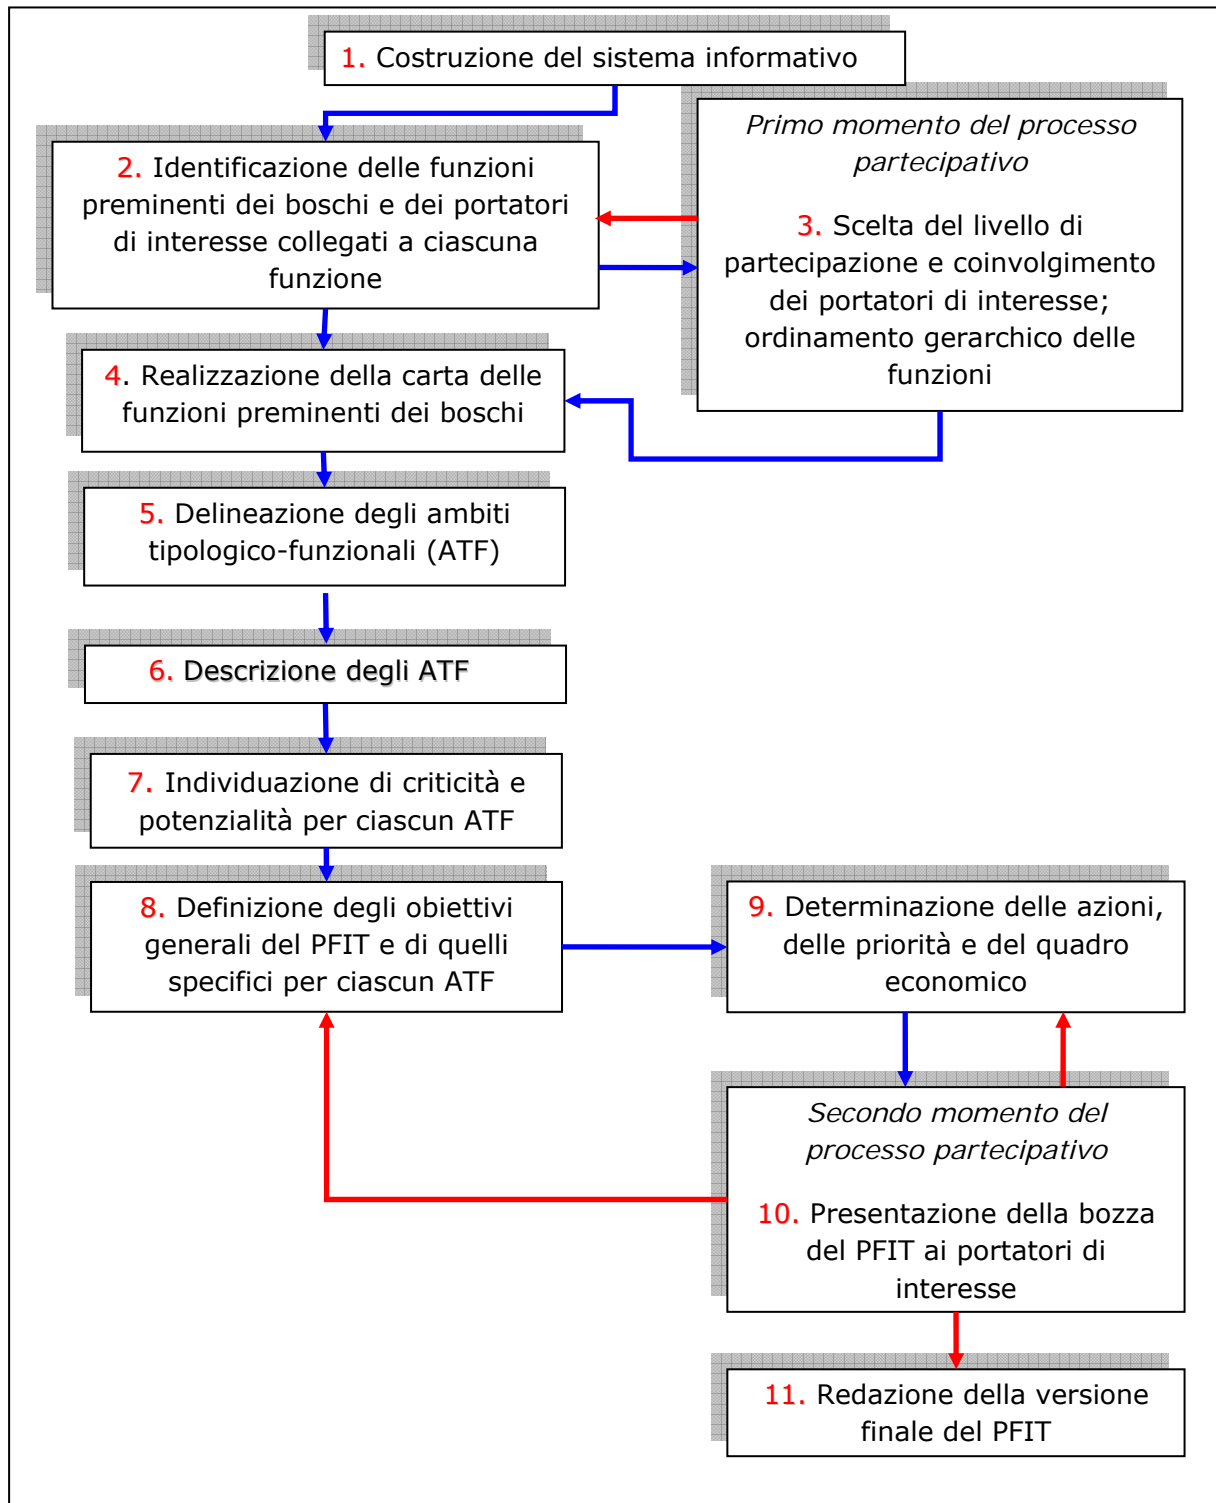 1. Costruzione del sistema informativo
2. Identificazione delle funzioni
preminenti dei boschi e dei portatori
di interesse collegati a ciascuna
funzione
Primo momento del processo
partecipativo
3. Scelta del livello di
partecipazione e coinvolgimento
dei portatori di interesse;
ordinamento gerarchico delle
funzioni
4. Realizzazione della carta delle
funzioni preminenti dei boschi
5. Delineazione degli ambiti
tipologico-funzionali (ATF)
6. Descrizione degli ATF
7. Individuazione di criticità e
potenzialità per ciascun ATF
8. Definizione degli obiettivi
generali del PFIT e di quelli
specifici per ciascun ATF
9. Determinazione delle azioni,
delle priorità e del quadro
economico
Secondo momento del
processo partecipativo
10. Presentazione della bozza
del PFIT ai portatori di
interesse
11. Redazione della versione
finale del PFIT